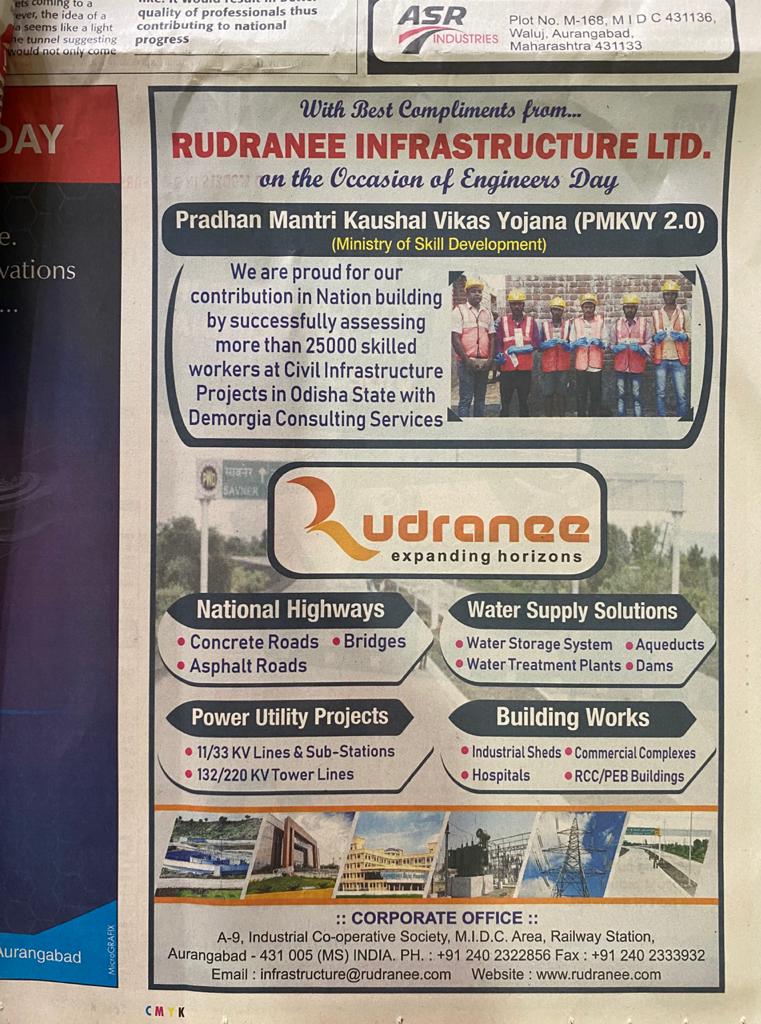 ets coming to a
ever, the idea of a
a seems like a light
he tunnel suggesting
would not only come
quality of professionals thus
contributing to national
progress
ASR
INDUSTRIES
Plot No. M-168, M I D C 431136,
Waluj, Aurangabad,
Maharashtra 431133
DAY
e.
vations
...
Aurangabad
MicroGRAFIX
With Best Compliments from...
RUDRANEE INFRASTRUCTURE LTD.
on the Occasion of Engineers Day
Pradhan Mantri Kaushal Vikas Yojana (PMKVY 2.0)
(Ministry of Skill Development)
We are proud for our
contribution in Nation building
by successfully assessing
more than 25000 skilled
workers at Civil Infrastructure
Projects in Odisha State with
Demorgia Consulting Services
सावनेर
SAVNER
Rudranee
expanding horizons
National Highways
• Concrete Roads • Bridges
• Asphalt Roads
Water Supply Solutions
• Water Storage System • Aqueducts
• Water Treatment Plants • Dams
Power Utility Projects
• 11/33 KV Lines & Sub-Stations
• 132/220 KV Tower Lines
Building Works
• Industrial Sheds • Commercial Complexes
• Hospitals • RCC/PEB Buildings
:: CORPORATE OFFICE ::
A-9, Industrial Co-operative Society, M.I.D.C. Area, Railway Station,
Aurangabad - 431 005 (MS) INDIA. PH. : +91 240 2322856 Fax : +91 240 2333932
Email : infrastructure@rudranee.com Website : www.rudranee.com
C M Y K